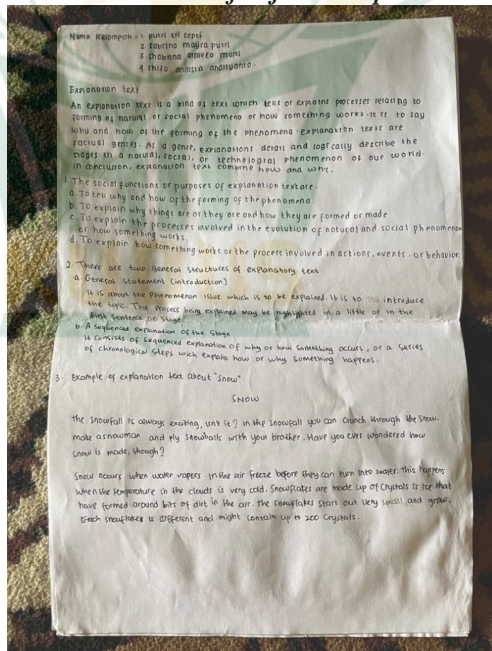 Nama Kelompok : 1. putri tri septi
2. Sabrina mayra putri
3. Shabrina alnivea muni
4. Shifa andista
Explanation text
An explanation text is a kind of text which tells or explains processes relating to
forming of natural or social phenomena or how something works. It is to say
why and how of the forming of the phenomena. explanation texts are
factual genres. As a genre, explanations detail and logically describe the
stages in a natural, social, or technological phenomenon of our world.
in conclusion, explanation text combine how and why.
1. The social functions or purposes of explanation text are:
a. To tell why and how of the forming of the phenomena
b. To explain why things are or they are and how they are formed or made
c. To explain the processes involved in the evolution of natural and social phenomenon
or how something works.
d. To explain how something works or the process involved in actions, events, or behavior.
2. There are two general structures of explanatory text
a. General statement (introduction)
It is about the Phenomenon issue which is to be explained. It is to introduce
the topic. The Process being explained may be highlighted in a little or in the
first sentence or stage.
b. A sequenced explanation of the Stage
It consists of sequenced explanation of why or how something occurs, or a Series
of chronological steps wich explain how or why something happens.
3. Example of explanation text about "Snow"
SNOW
the snowfall is always exciting, isn't it? in the snowfall you can crunch through the snow.
make a snowman and fly snowballs with your brother. Have you ever wondered how
snow is made, though?
Snow occurs when water vapers in the air freeze before they can turn into water. this happens
when the temperature in the clouds is very cold. Snowflakes are made up of Crystals is Ice that
have formed around bits of dirt in the air. The snowflakes start out very small and grow.
Each snowflakes is different and might contain up to 200 Crystals.